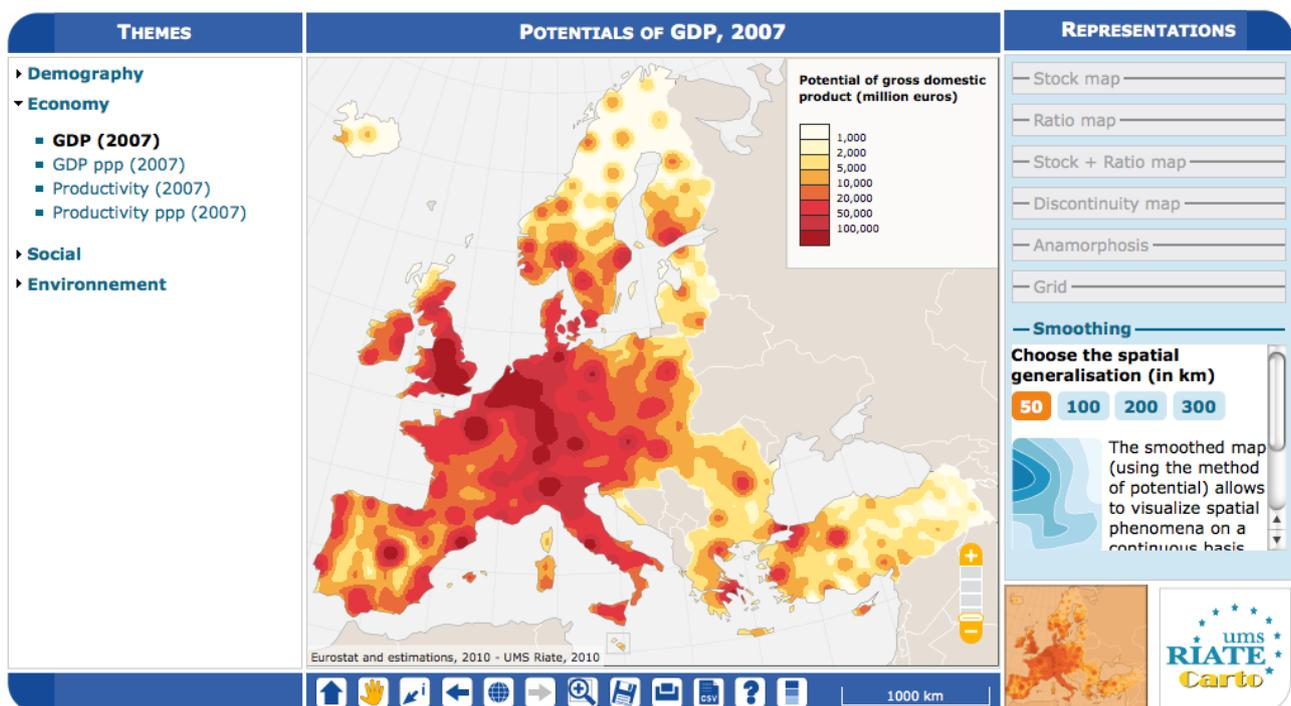 THEMES
Demography
Economy
GDP (2007)
GDP ppp (2007)
Productivity (2007)
Productivity ppp (2007)
Social
Environnement
POTENTIALS OF GDP, 2007
Potential of gross domestic
product (million euros)
1,000
2,000
5,000
10,000
20,000
50,000
100,000
Eurostat and estimations, 2010 - UMS Riate, 2010
+
−
i
CSV
?
1000 km
REPRESENTATIONS
Stock map
Ratio map
Stock + Ratio map
Discontinuity map
Anamorphosis
Grid
Smoothing
Choose the spatial
generalisation (in km)
50 100 200 300
The smoothed map
(using the method
of potential) allows
to visualize spatial
phenomena on a
continuous basis
ums
RIATE
Carto